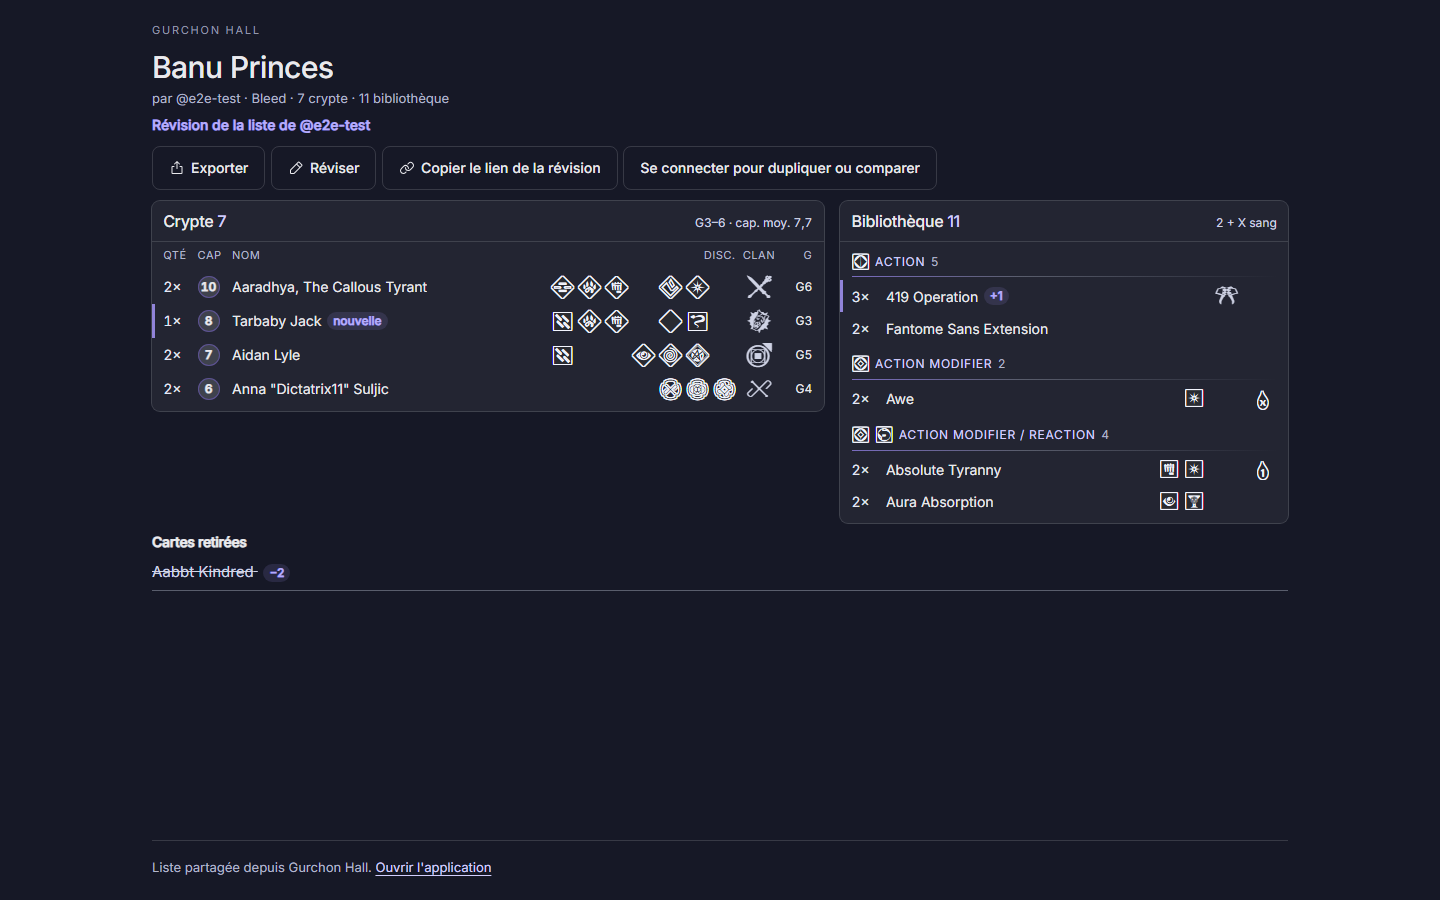 GURCHON HALL
Banu Princes
par @e2e-test · Bleed · 7 crypte · 11 bibliothèque
Révision de la liste de @e2e-test
Exporter
Réviser
Copier le lien de la révision
Se connecter pour dupliquer ou comparer
Crypte 7
G3–6 · cap. moy. 7,7
QTÉ CAP NOM DISC. CLAN G
2× 10 Aaradhya, The Callous Tyrant G6
1× 8 Tarbaby Jack nouvelle G3
2× 7 Aidan Lyle G5
2× 6 Anna "Dictatrix11" Suljic G4
Bibliothèque 11
2 + X sang
ACTION 5
3× 419 Operation +1
2× Fantome Sans Extension
ACTION MODIFIER 2
2× Awe X
ACTION MODIFIER / REACTION 4
2× Absolute Tyranny 1
2× Aura Absorption
Cartes retirées
Aabbt Kindred −2
Liste partagée depuis Gurchon Hall. Ouvrir l'application